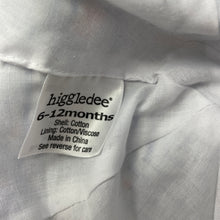 higgledee®
6-12months
Shell: Cotton
Lining: Cotton/Viscose
Made in China
See reverse for care